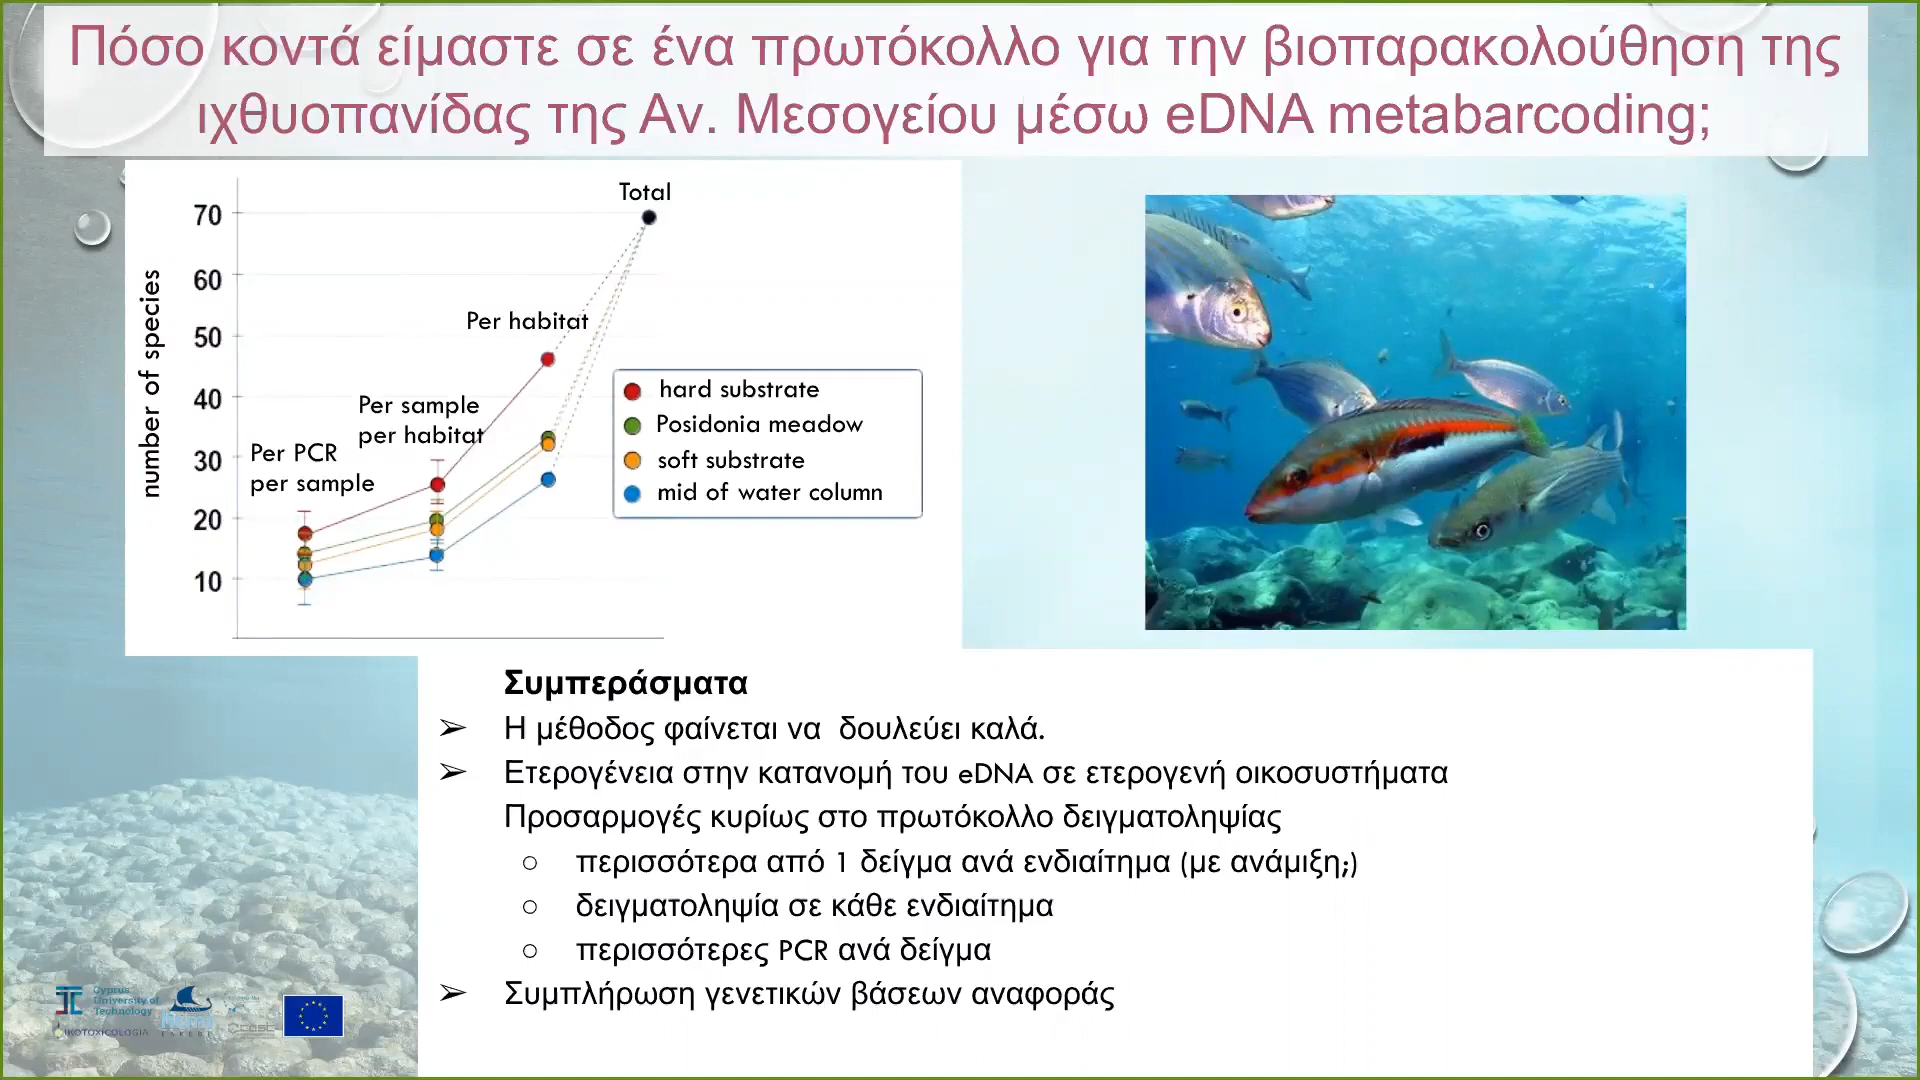 Πόσο κοντά είμαστε σε ένα πρωτόκολλο για την βιοπαρακολούθηση της
ιχθυοπανίδας της Αν. Μεσογείου μέσω eDNA metabarcoding;
number of species
70
60
50
40
30
20
10
Total
Per habitat
Per sample
per habitat
Per PCR
per sample
hard substrate
Posidonia meadow
soft substrate
mid of water column
Συμπεράσματα
➢ Η μέθοδος φαίνεται να δουλεύει καλά.
➢ Ετερογένεια στην κατανομή του eDNA σε ετερογενή οικοσυστήματα
Προσαρμογές κυρίως στο πρωτόκολλο δειγματοληψίας
○ περισσότερα από 1 δείγμα ανά ενδιαίτημα (με ανάμιξη;)
○ δειγματοληψία σε κάθε ενδιαίτημα
○ περισσότερες PCR ανά δείγμα
➢ Συμπλήρωση γενετικών βάσεων αναφοράς
Cyprus
University of
Technology